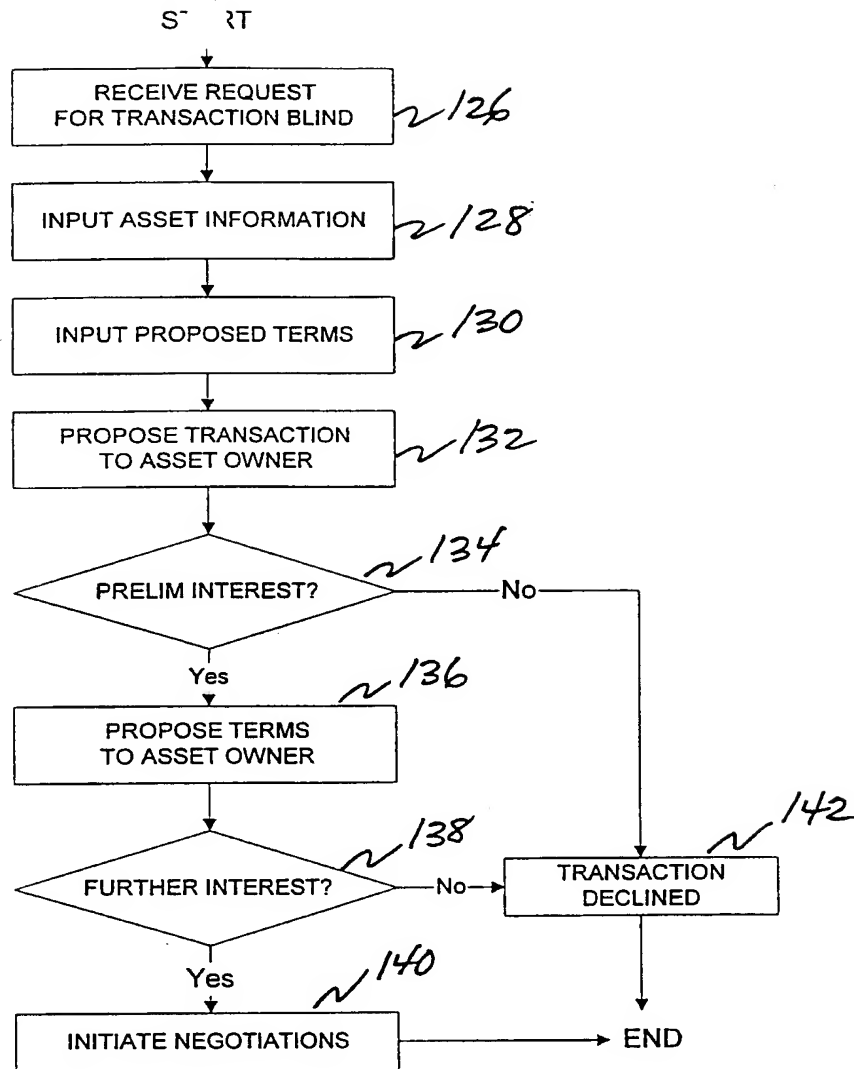 RECEIVE REQUEST
FOR TRANSACTION BLIND
126
INPUT ASSET INFORMATION
128
INPUT PROPOSED TERMS
130
PROPOSE TRANSACTION
TO ASSET OWNER
132
PRELIM INTEREST?
134
No
Yes
136
PROPOSE TERMS
TO ASSET OWNER
138
FURTHER INTEREST?
No
142
TRANSACTION
DECLINED
Yes
140
INITIATE NEGOTIATIONS
END